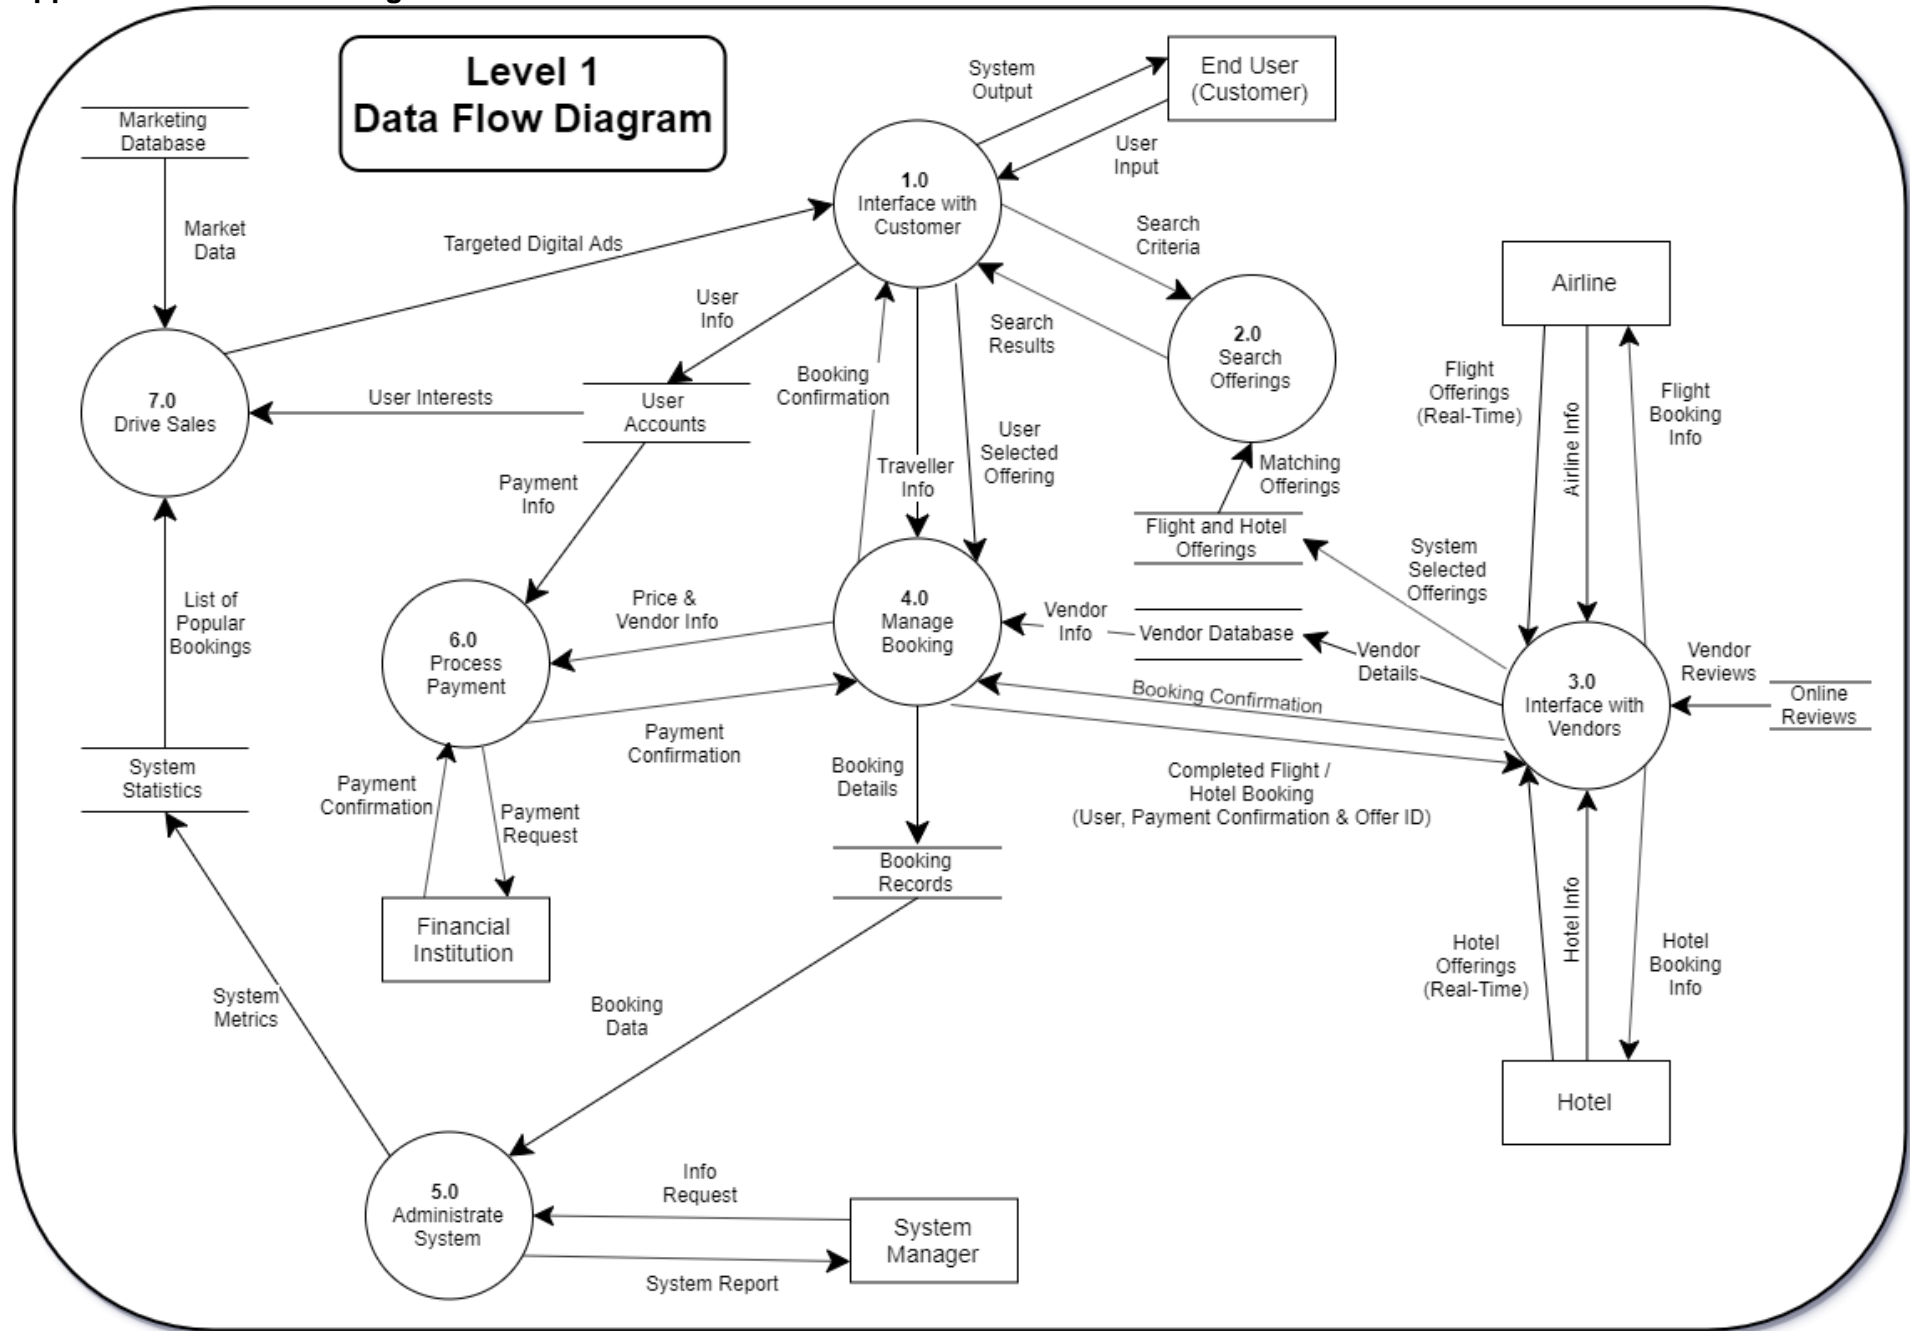 Level 1
Data Flow Diagram
System
Output
End User
(Customer)
User
Input
Marketing
Database
Market
Data
Targeted Digital Ads
1.0
Interface with
Customer
Search
Criteria
User
Info
Search
Results
2.0
Search
Offerings
Airline
7.0
Drive Sales
User Interests
User
Accounts
Booking
Confirmation
Traveller
Info
User
Selected
Offering
Matching
Offerings
Flight
Offerings
(Real-Time)
Airline Info
Flight
Booking
Info
Payment
Info
Flight and Hotel
Offerings
System
Selected
Offerings
List of
Popular
Bookings
6.0
Process
Payment
Price &
Vendor Info
4.0
Manage
Booking
Vendor
Info
Vendor Database
Vendor
Details
3.0
Interface with
Vendors
Vendor
Reviews
Online
Reviews
Booking Confirmation
Payment
Confirmation
System
Statistics
Payment
Confirmation
Payment
Request
Booking
Details
Completed Flight /
Hotel Booking
(User, Payment Confirmation & Offer ID)
Booking
Records
Financial
Institution
Hotel
Offerings
(Real-Time)
Hotel Info
Hotel
Booking
Info
System
Metrics
Booking
Data
Hotel
5.0
Administrate
System
Info
Request
System
Manager
System Report